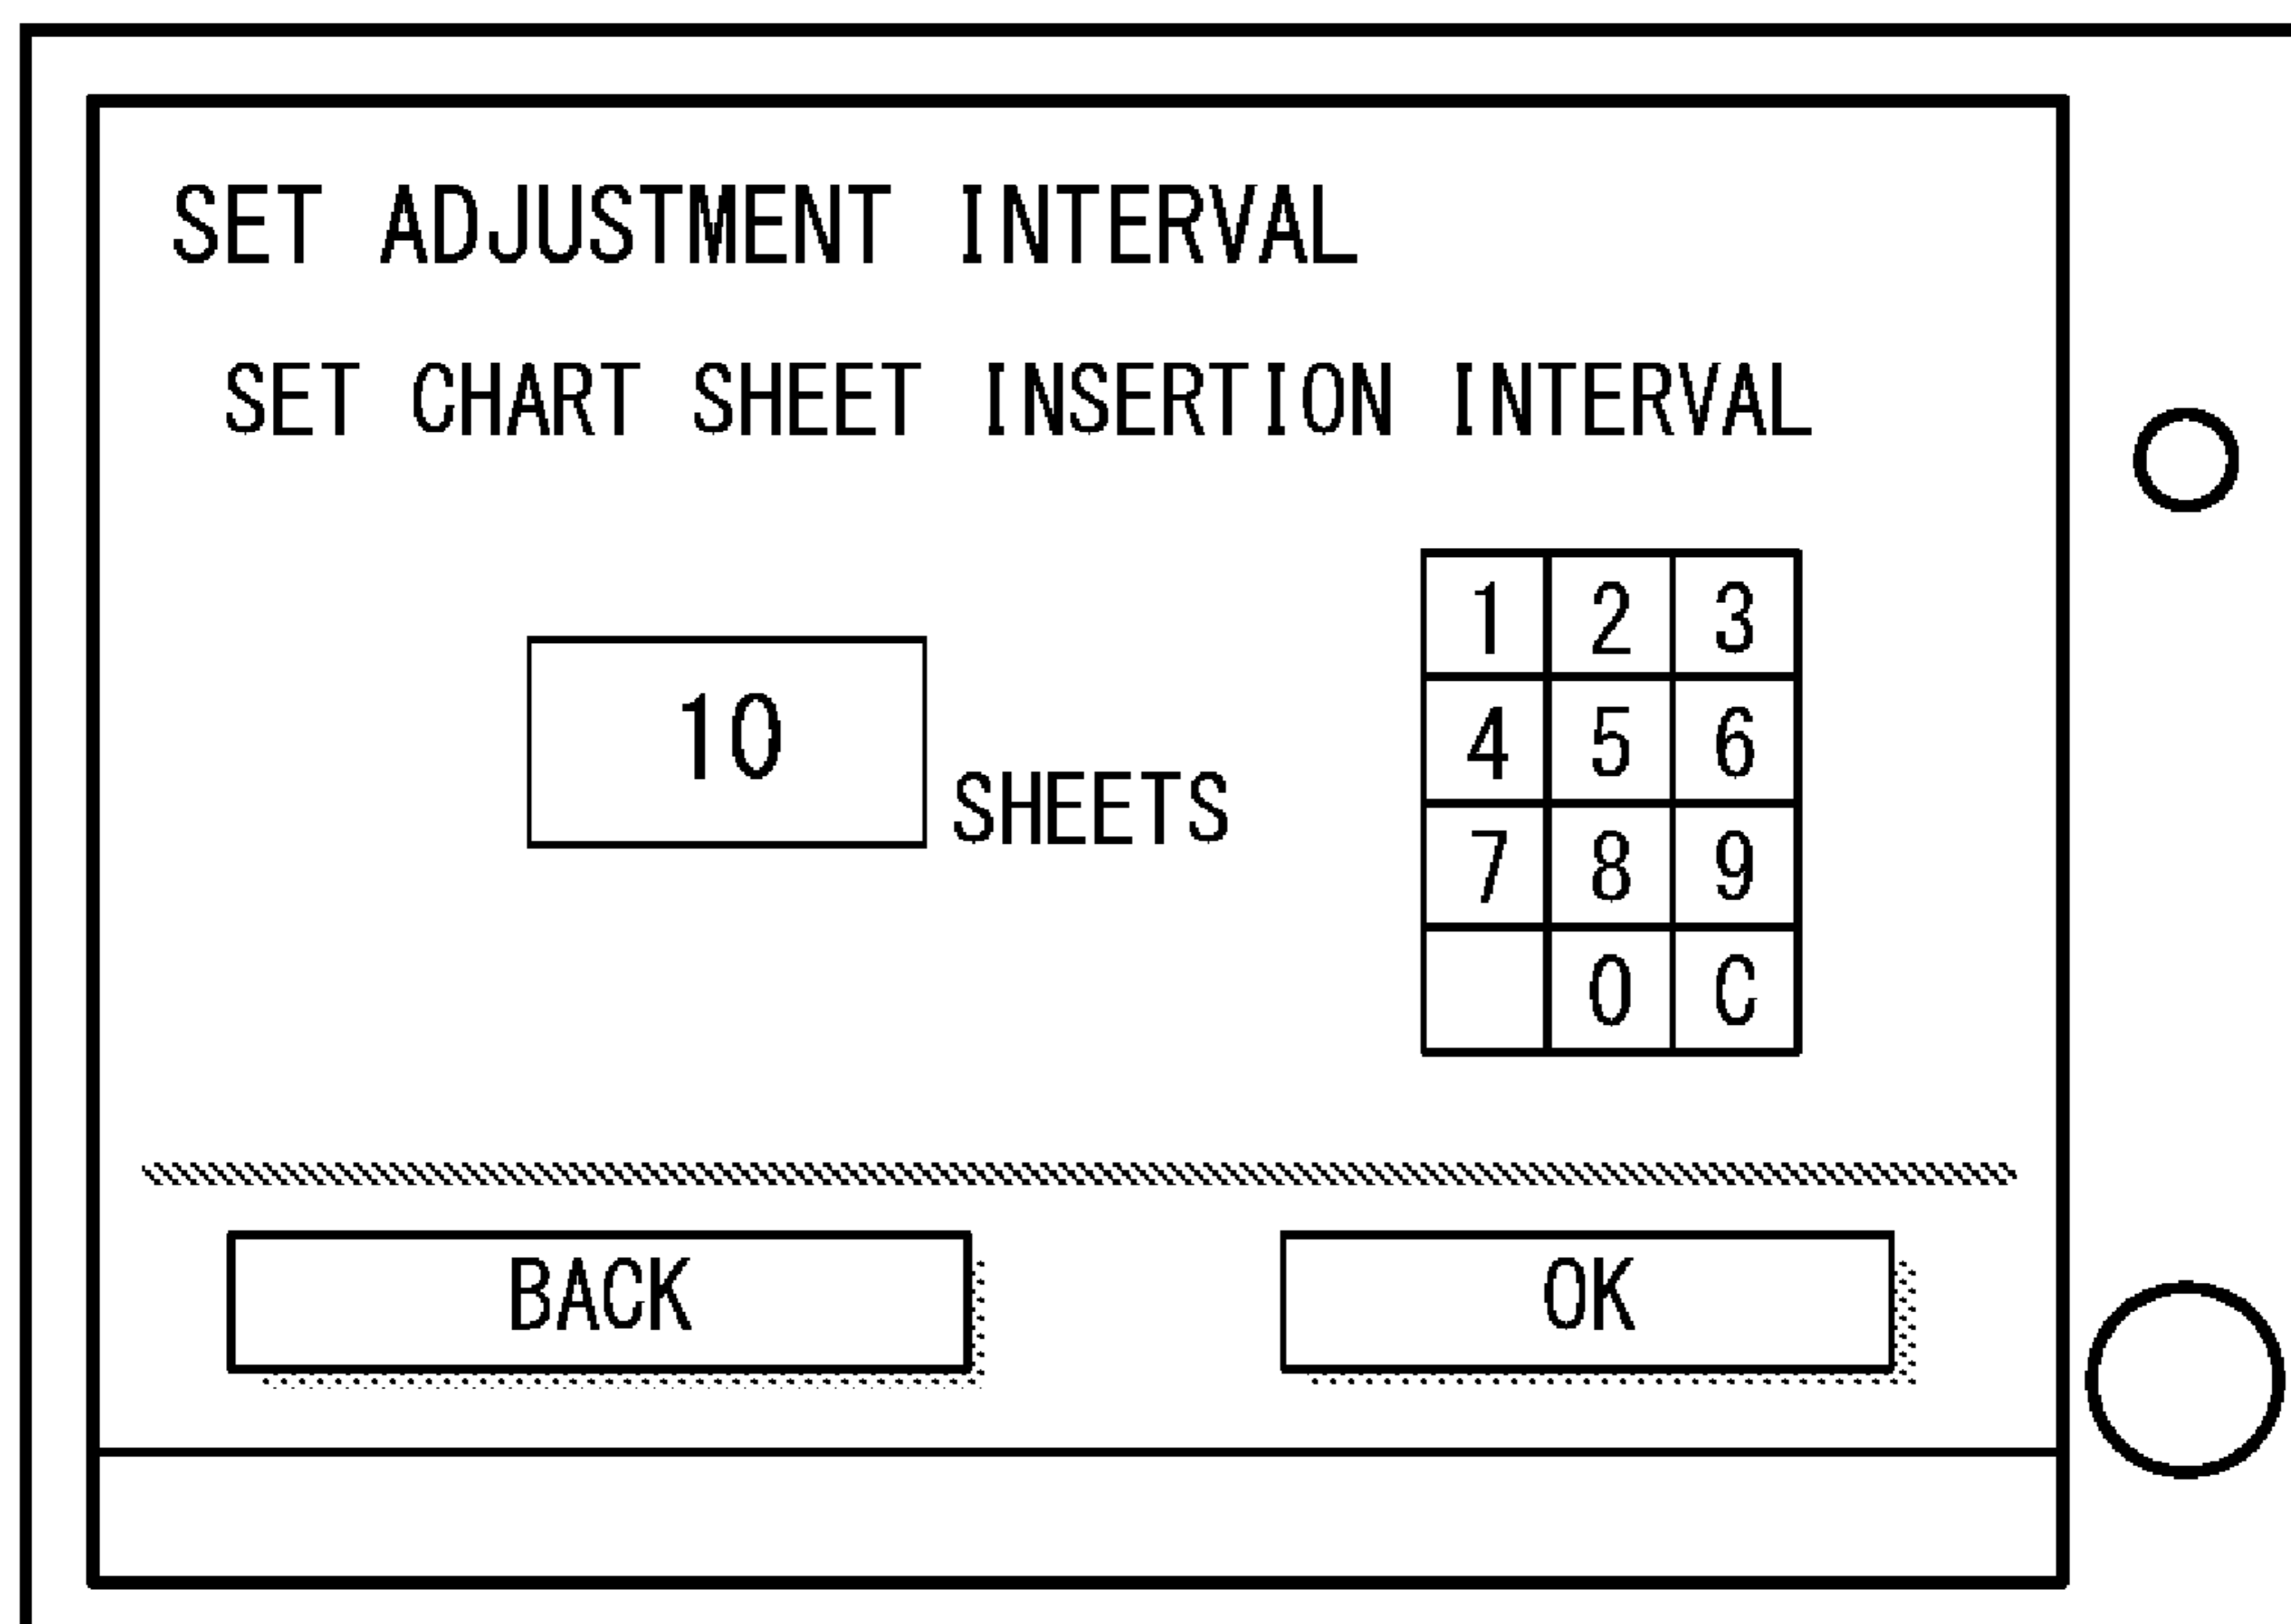 SET ADJUSTMENT INTERVAL
SET CHART SHEET INSERTION INTERVAL
10 SHEETS
1 2 3
4 5 6
7 8 9
0 C
BACK OK